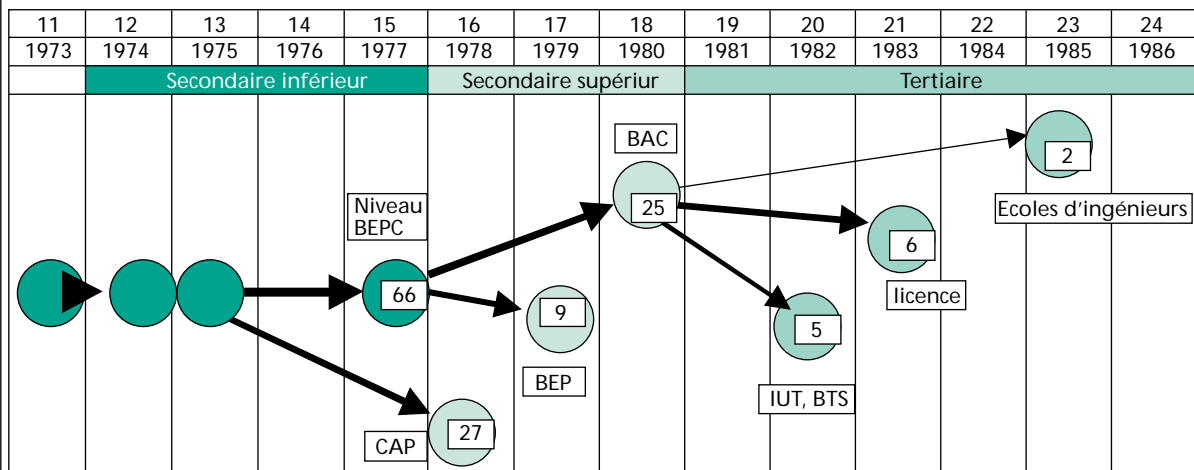 11 12 13 14 15 16 17 18 19 20 21 22 23 24
1973 1974 1975 1976 1977 1978 1979 1980 1981 1982 1983 1984 1985 1986
Secondaire inférieur Secondaire supériur Tertiaire
BAC
2
Niveau
BEPC
25
Ecoles d'ingénieurs
6
66
licence
9
5
BEP
IUT, BTS
27
CAP